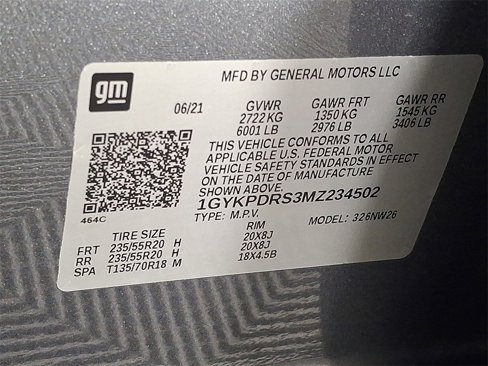 gm
MFD BY GENERAL MOTORS LLC
06/21 GVWR GAWR FRT GAWR RR
2722 KG 1350 KG 1545 KG
6001 LB 2976 LB 3406 LB
THIS VEHICLE CONFORMS TO ALL
APPLICABLE U.S. FEDERAL MOTOR
VEHICLE SAFETY STANDARDS IN EFFECT
ON THE DATE OF MANUFACTURE
SHOWN ABOVE.
1GYKPDRS3MZ234502
464C
TYPE: M.P.V. MODEL: 326NW26
TIRE SIZE RIM
FRT 235/55R20 H 20X8J
RR 235/55R20 H 20X8J
SPA T135/70R18 M 18X4.5B